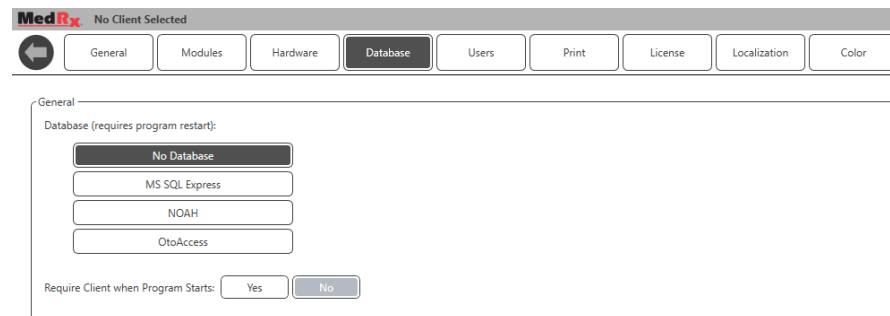 MedRx No Client Selected
General Modules Hardware Database Users Print License Localization Color
General
Database (requires program restart):
No Database
MS SQL Express
NOAH
OtoAccess
Require Client when Program Starts: Yes No